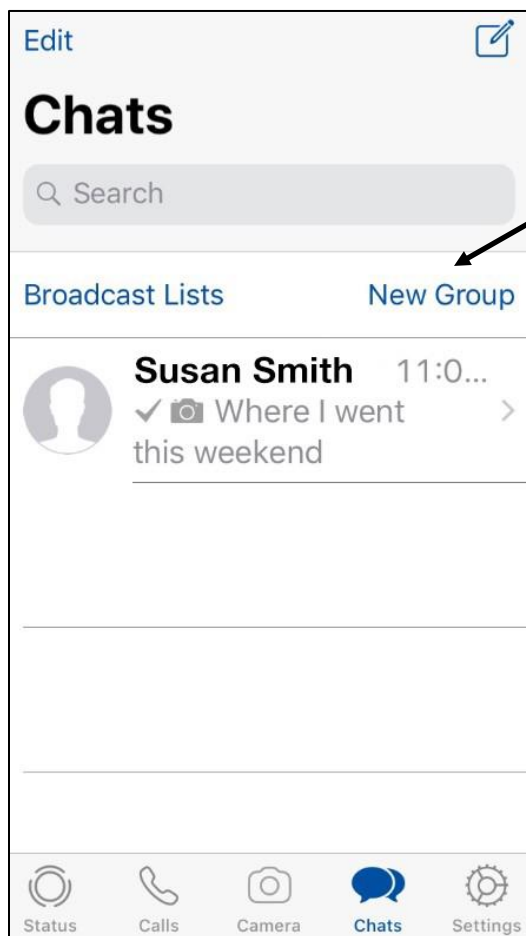 Edit
Chats
Search
Broadcast Lists New Group
Susan Smith 11:0...
Where I went
this weekend
Status Calls Camera Chats Settings